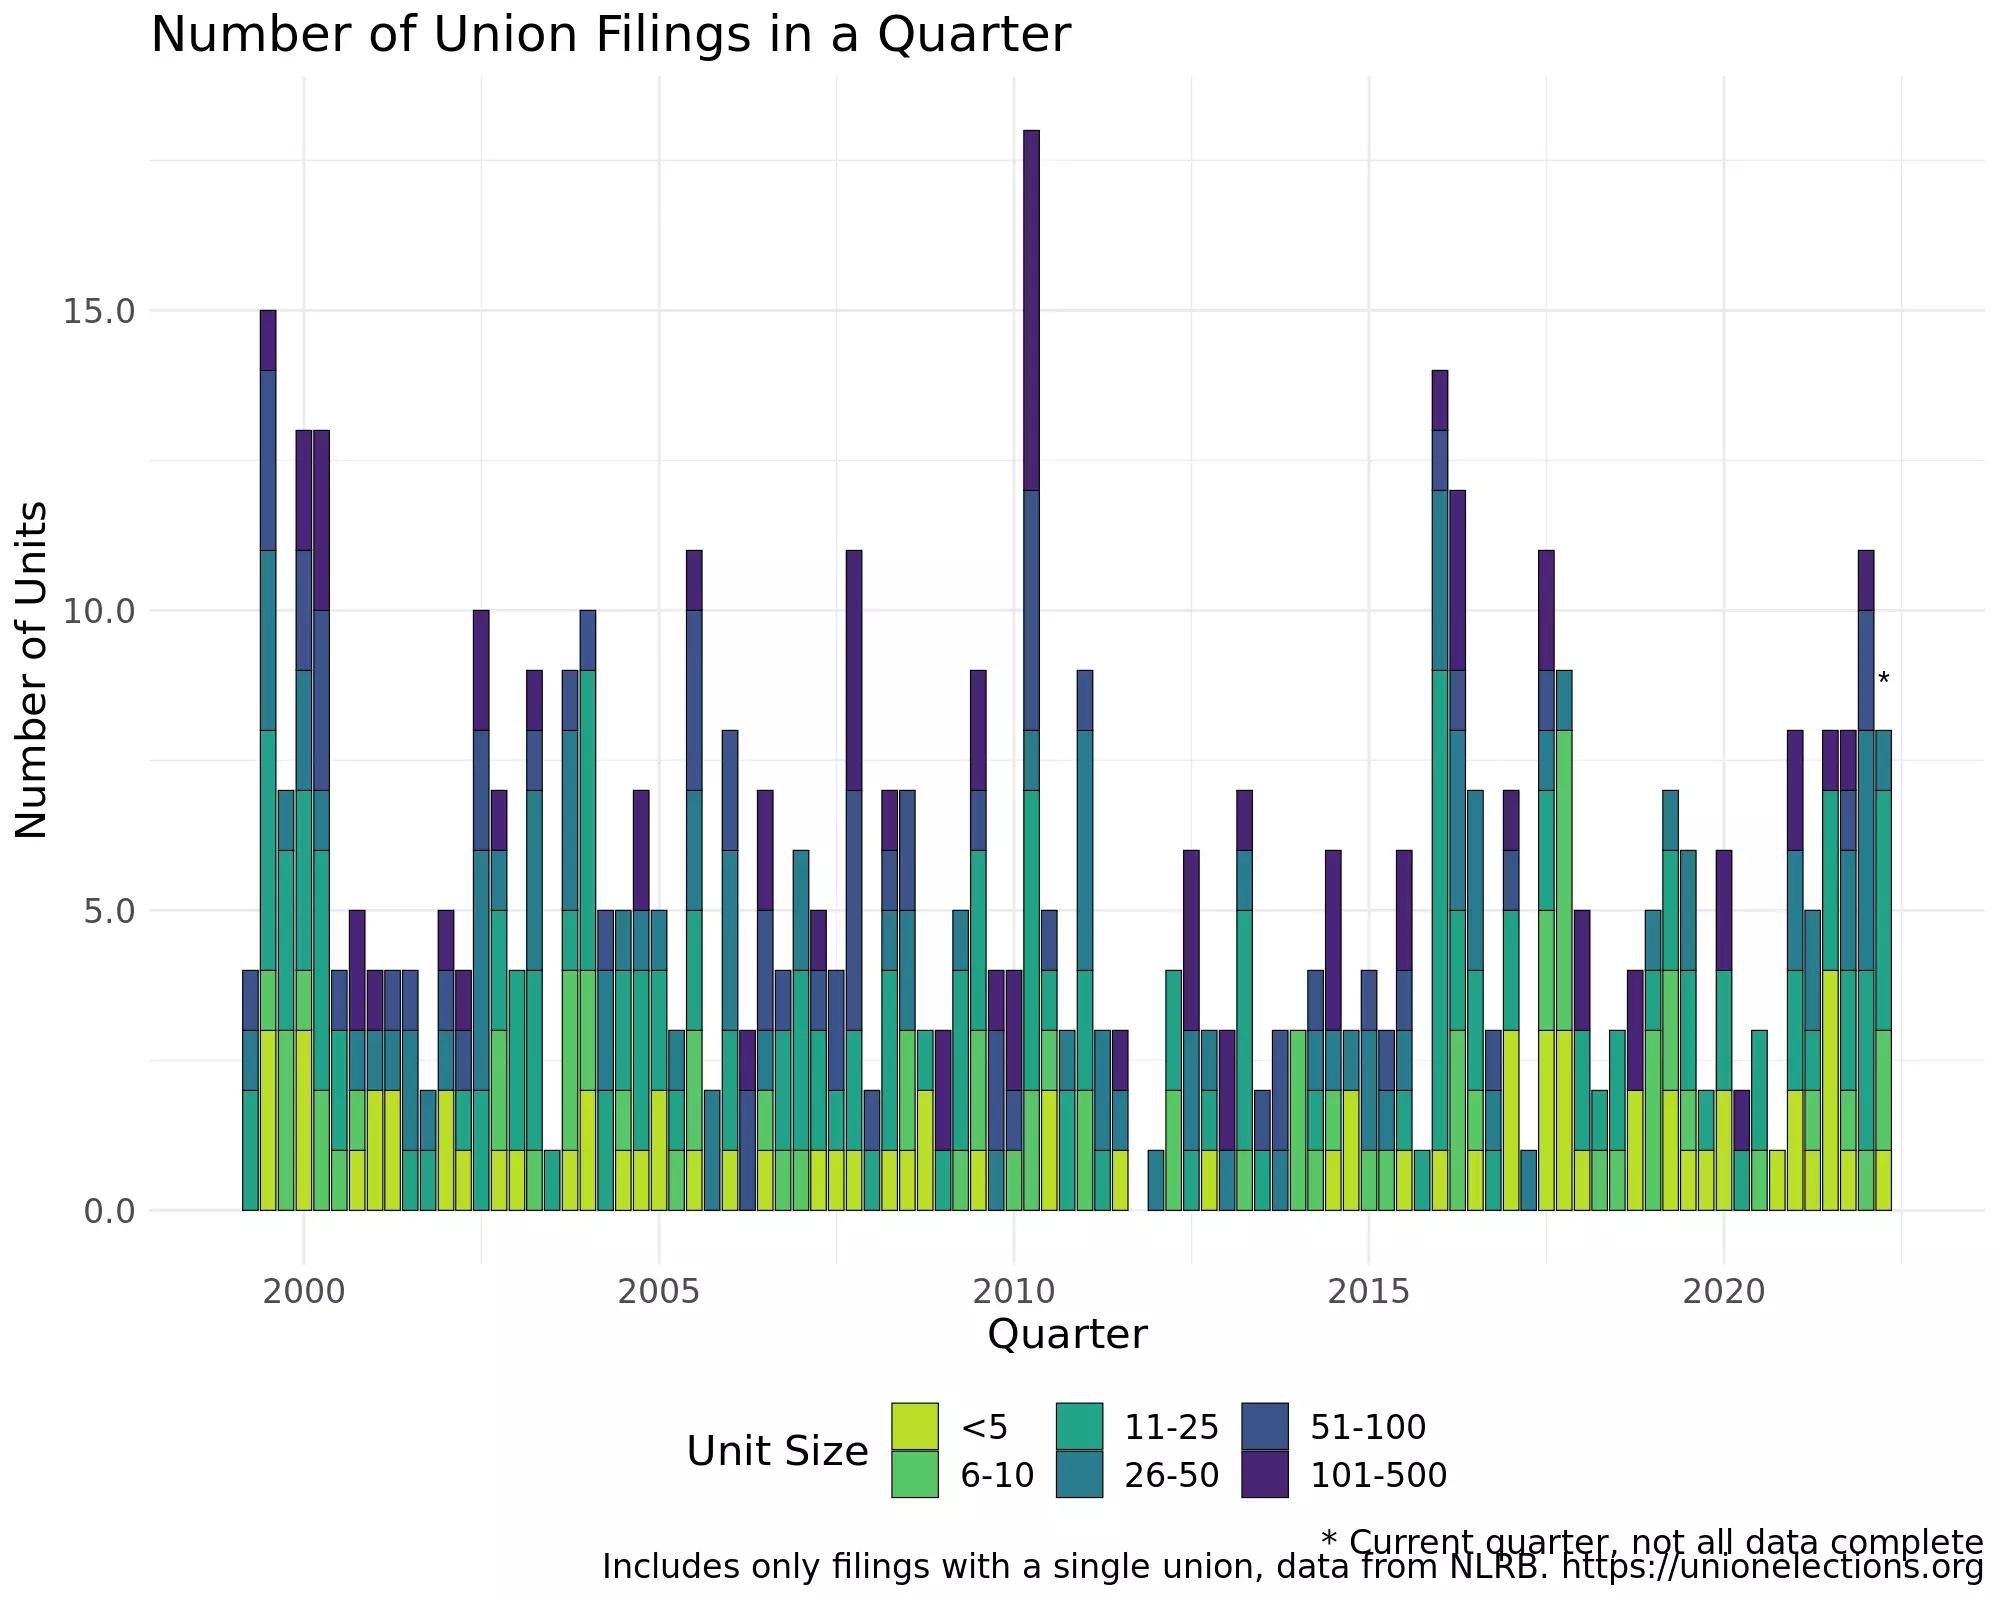 Number of Union Filings in a Quarter
Number of Units
15.0
10.0
5.0
0.0
*
2000 2005 2010 2015 2020
Quarter
Unit Size
<5 11-25 51-100
6-10 26-50 101-500
* Current quarter, not all data complete
Includes only filings with a single union, data from NLRB. https://unionelections.org